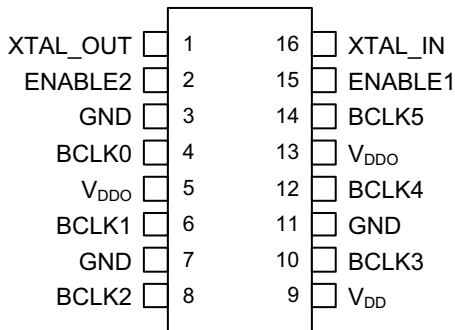 XTAL_OUT 1 16 XTAL_IN
ENABLE2 2 15 ENABLE1
GND 3 14 BCLK5
BCLK0 4 13 VDDO
VDDO 5 12 BCLK4
BCLK1 6 11 GND
GND 7 10 BCLK3
BCLK2 8 9 VDD